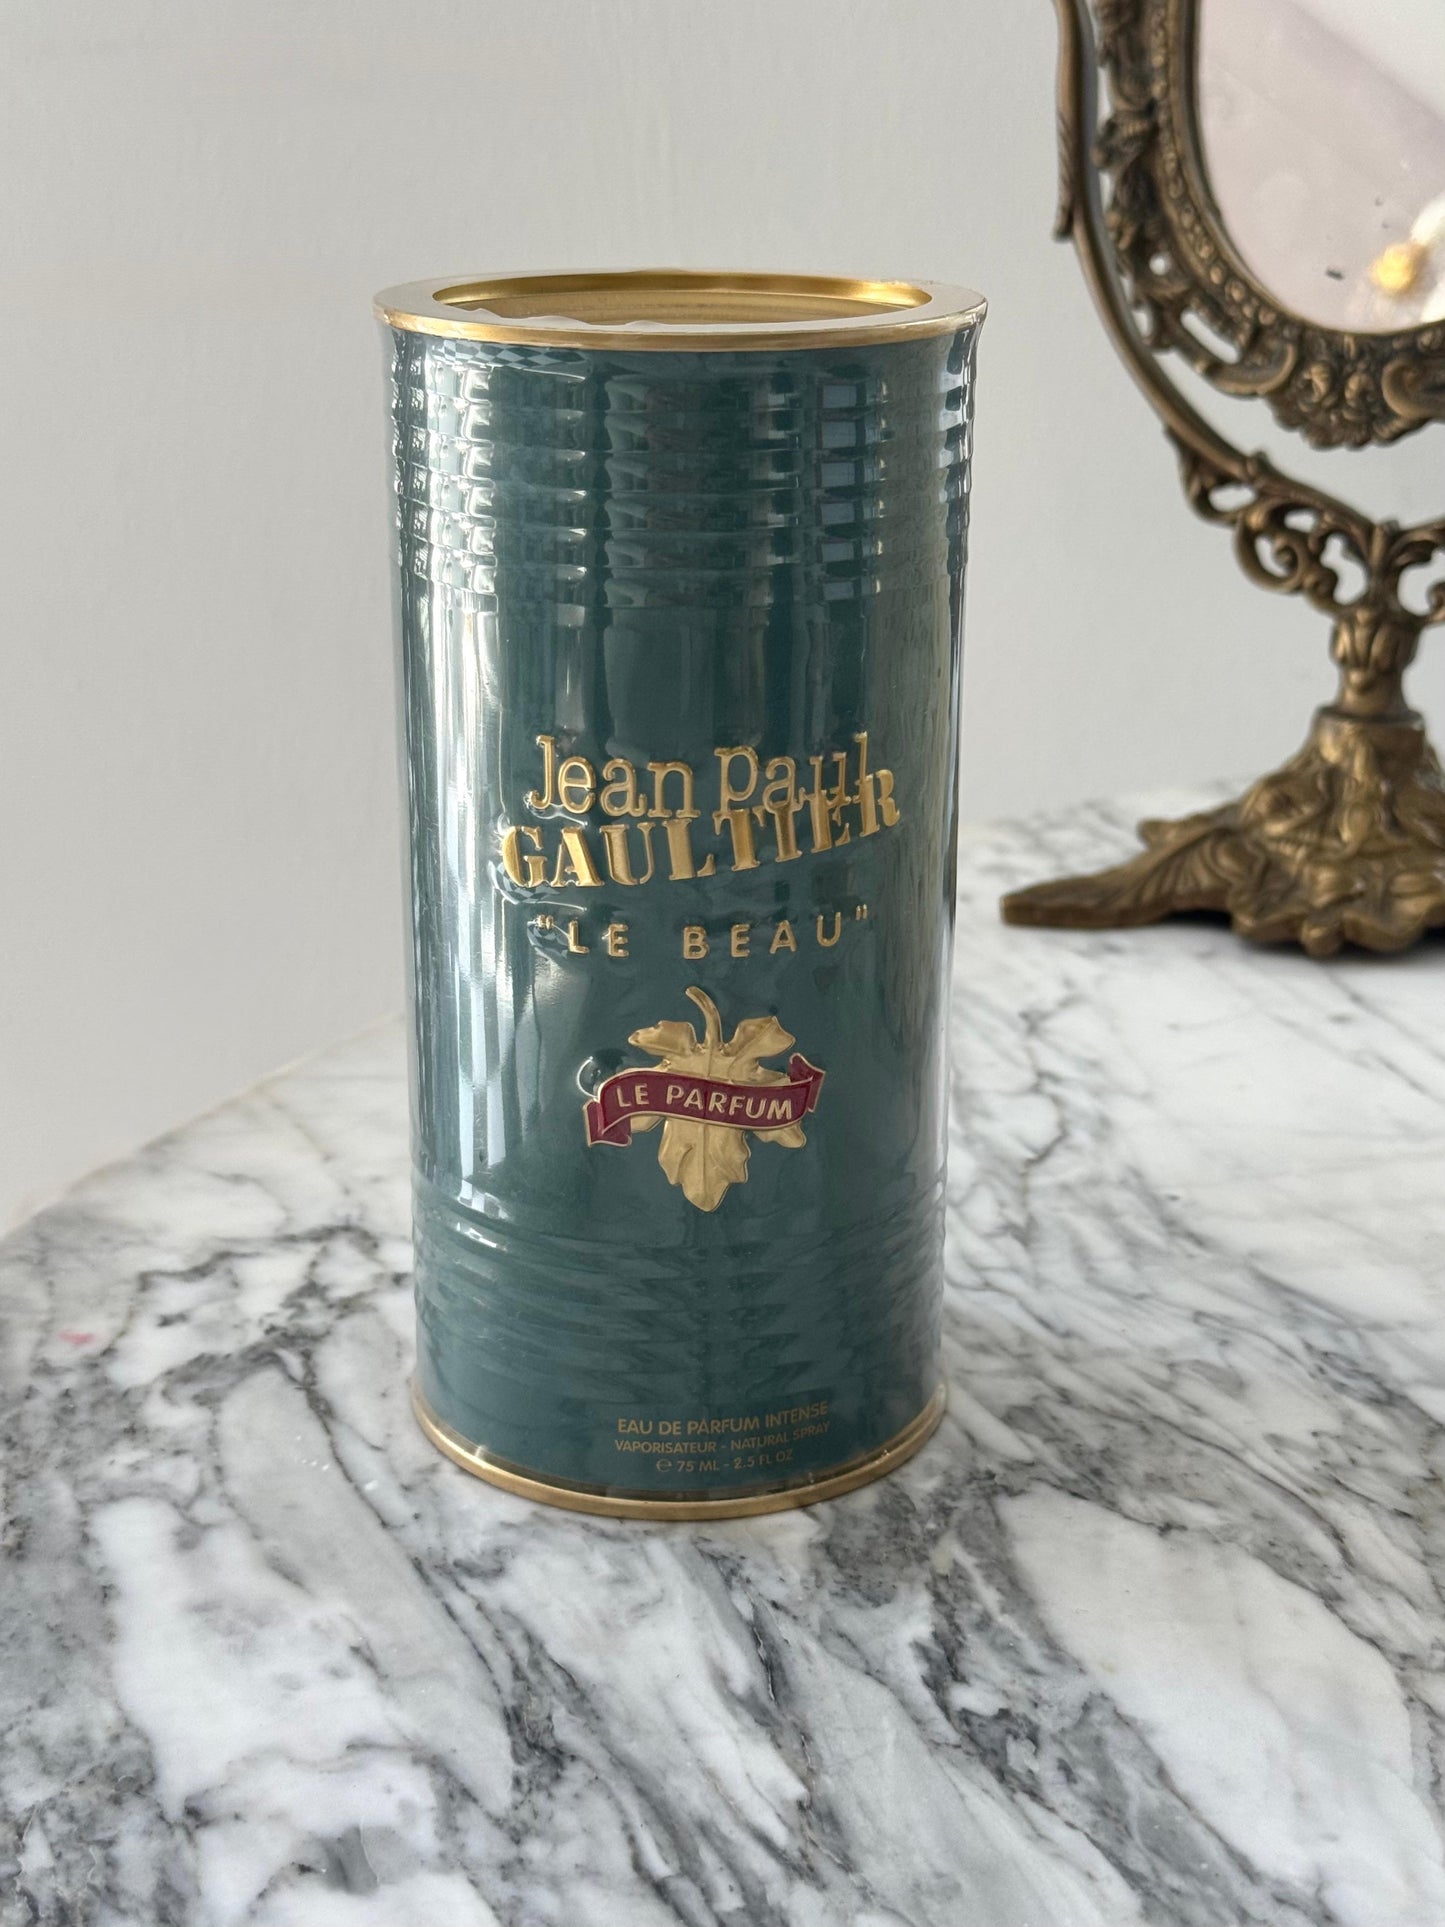 Jean Paul
GAULTIER
"LE BEAU"
LE PARFUM
EAU DE PARFUM INTENSE
VAPORISATEUR - NATURAL SPRAY
℮ 75 ML - 2.5 FL OZ